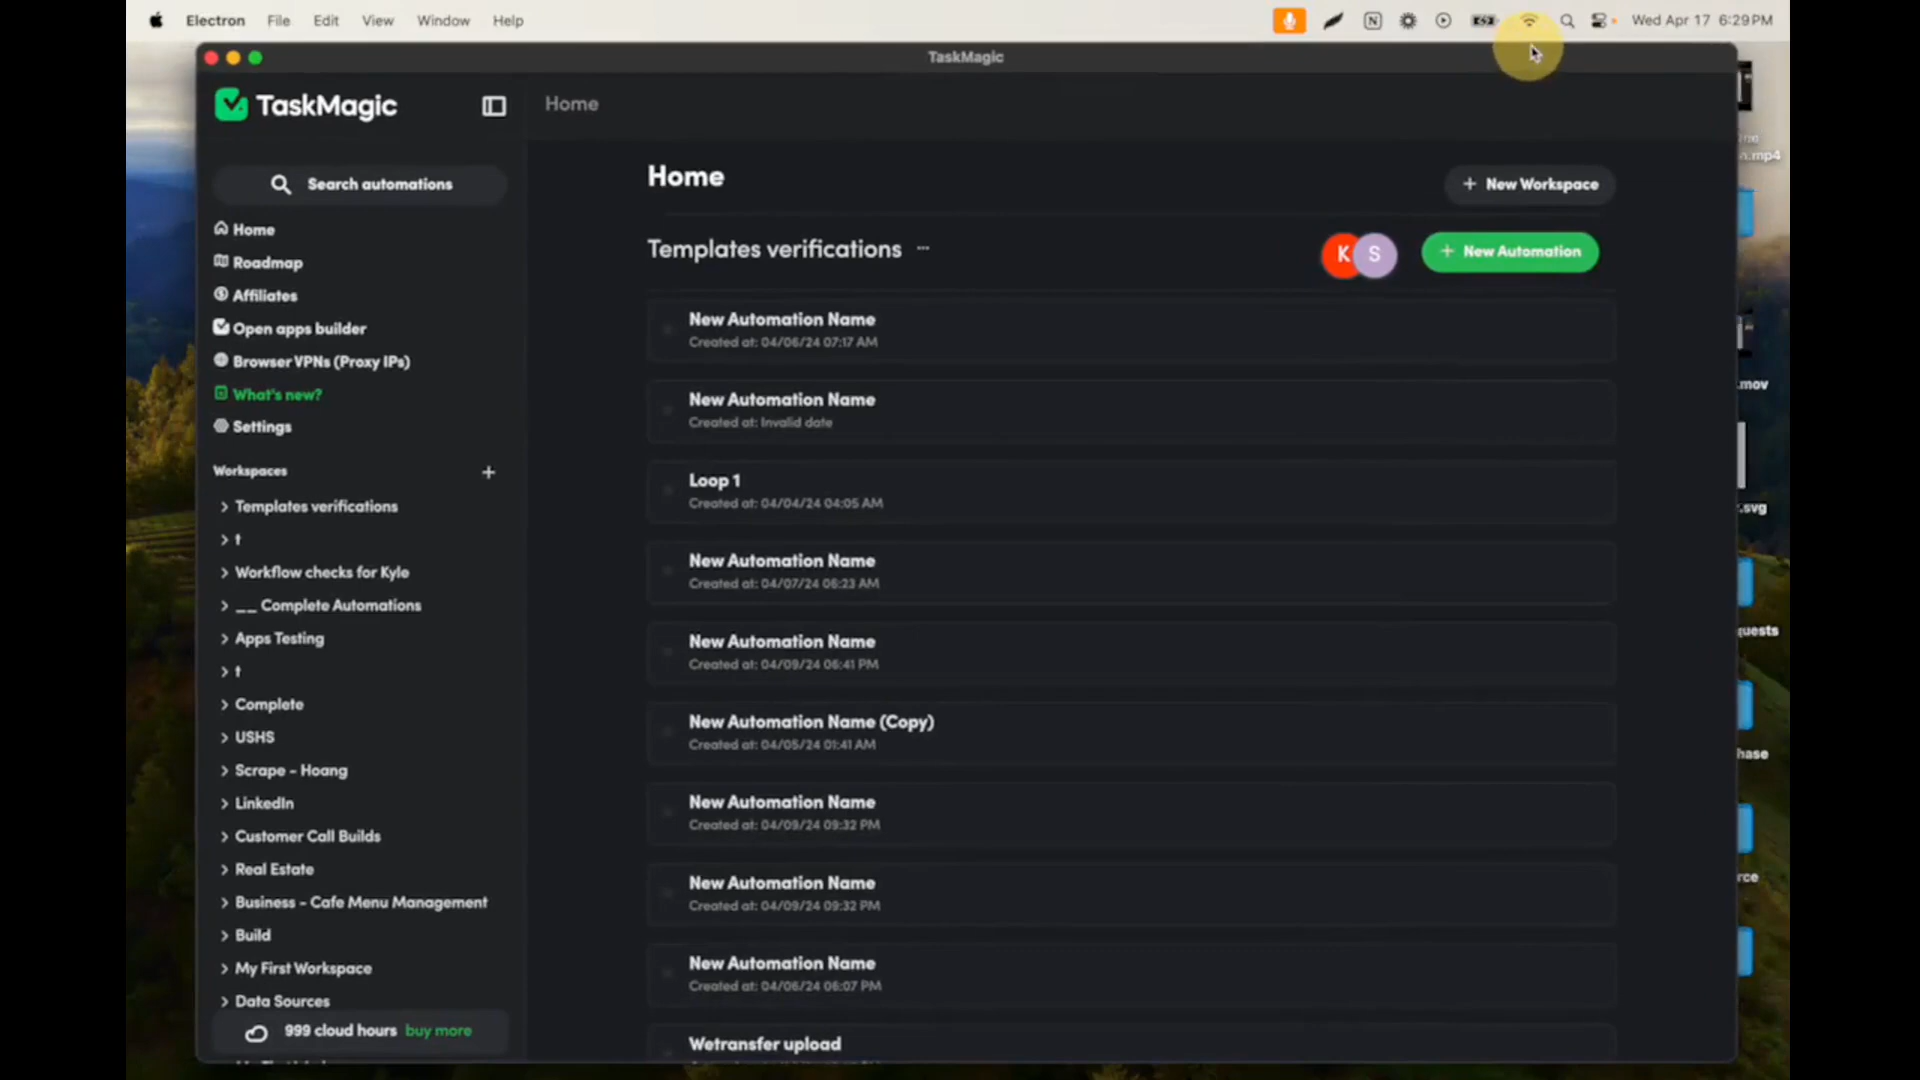 Electron File Edit View Window Help Wed Apr 17 6:29 PM
TaskMagic
TaskMagic
Home
Search automations
Home
Roadmap
Affiliates
Open apps builder
Browser VPNs (Proxy IPs)
What's new?
Settings
Workspaces +
Templates verifications
t
Workflow checks for Kyle
__ Complete Automations
Apps Testing
t
Complete
USHS
Scrape - Hoang
LinkedIn
Customer Call Builds
Real Estate
Business - Cafe Menu Management
Build
My First Workspace
Data Sources
999 cloud hours buy more
Home
+ New Workspace
Templates verifications ...
K S
+ New Automation
New Automation Name
Created at: 04/06/24 07:17 AM
New Automation Name
Created at: Invalid date
Loop 1
Created at: 04/04/24 04:05 AM
New Automation Name
Created at: 04/07/24 06:23 AM
New Automation Name
Created at: 04/09/24 06:41 PM
New Automation Name (Copy)
Created at: 04/05/24 01:41 AM
New Automation Name
Created at: 04/09/24 09:32 PM
New Automation Name
Created at: 04/09/24 09:32 PM
New Automation Name
Created at: 04/06/24 06:07 PM
Wetransfer upload
n.mp4
.mov
.svg
quests
hase
rce